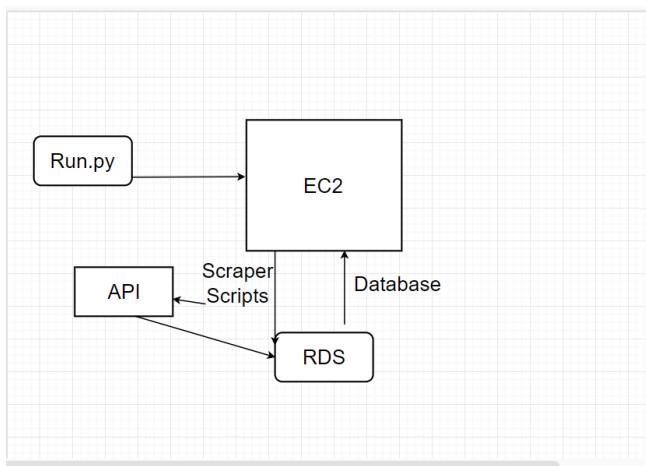 Run.py
EC2
Scraper
Scripts
API
Database
RDS